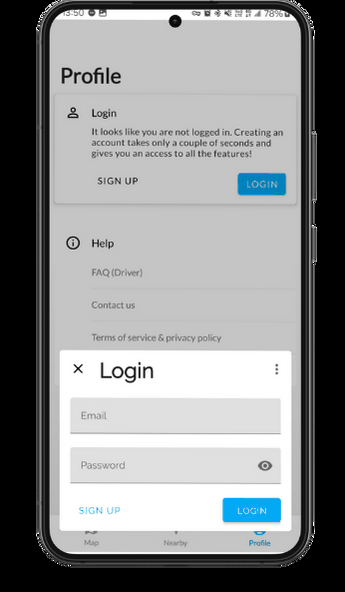 13:50
78%
Profile
Login
It looks like you are not logged in. Creating an
account takes only a couple of seconds and
gives you an access to all the features!
SIGN UP LOGIN
Help
FAQ (Driver)
Contact us
Terms of service & privacy policy
Login
Email
Password
SIGN UP LOGIN
Map Nearby Profile